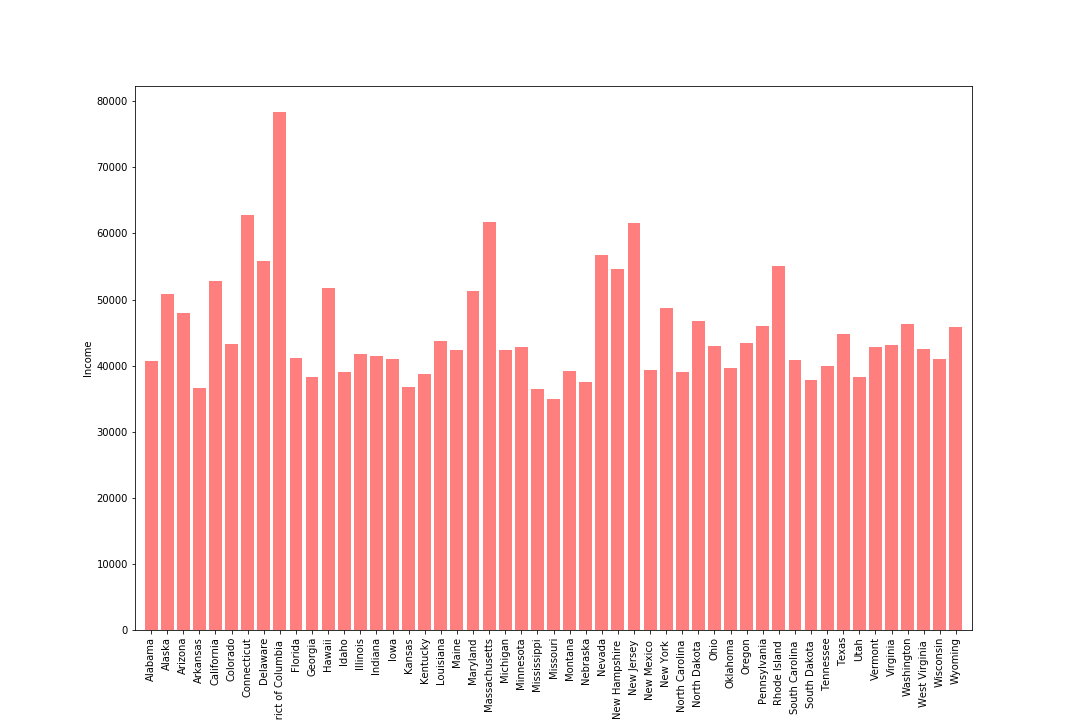 80000
70000
60000
50000
40000
30000
20000
10000
0
Income
Alabama
Alaska
Arizona
Arkansas
California
Colorado
Connecticut
Delaware
rict of Columbia
Florida
Georgia
Hawaii
Idaho
Illinois
Indiana
Iowa
Kansas
Kentucky
Louisiana
Maine
Maryland
Massachusetts
Michigan
Minnesota
Mississippi
Missouri
Montana
Nebraska
Nevada
New Hampshire
New Jersey
New Mexico
New York
North Carolina
North Dakota
Ohio
Oklahoma
Oregon
Pennsylvania
Rhode Island
South Carolina
South Dakota
Tennessee
Texas
Utah
Vermont
Virginia
Washington
West Virginia
Wisconsin
Wyoming